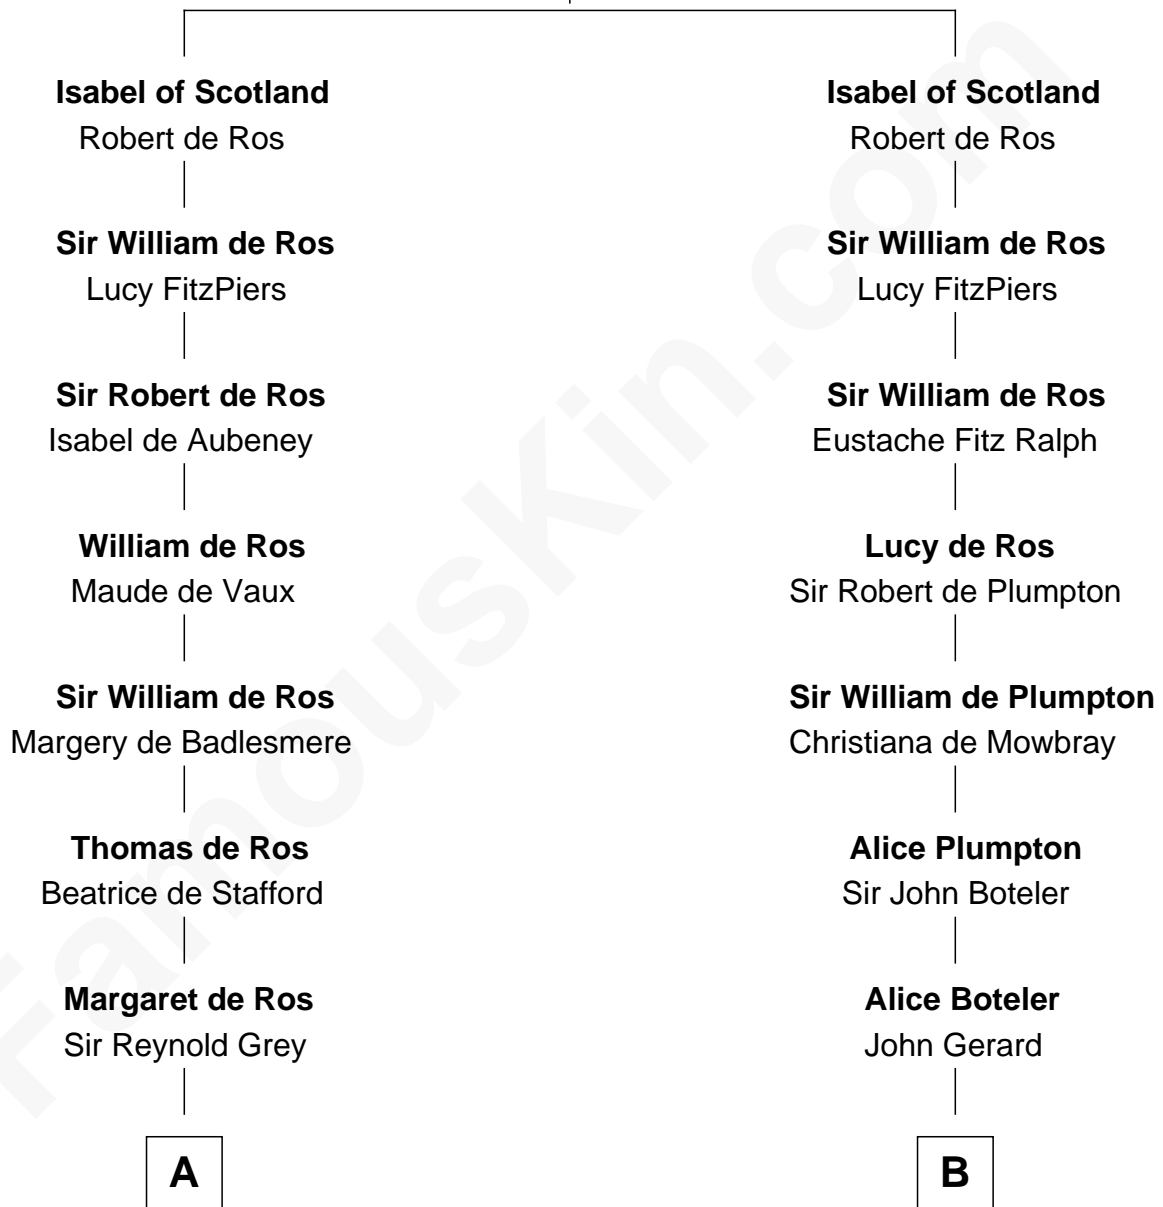 Isabel of Scotland
Robert de Ros
Sir William de Ros
Lucy FitzPiers
Sir Robert de Ros
Isabel de Aubeney
William de Ros
Maude de Vaux
Sir William de Ros
Margery de Badlesmere
Thomas de Ros
Beatrice de Stafford
Margaret de Ros
Sir Reynold Grey
A
Isabel of Scotland
Robert de Ros
Sir William de Ros
Lucy FitzPiers
Sir William de Ros
Eustache Fitz Ralph
Lucy de Ros
Sir Robert de Plumpton
Sir William de Plumpton
Christiana de Mowbray
Alice Plumpton
Sir John Boteler
Alice Boteler
John Gerard
B
FamousKin.com